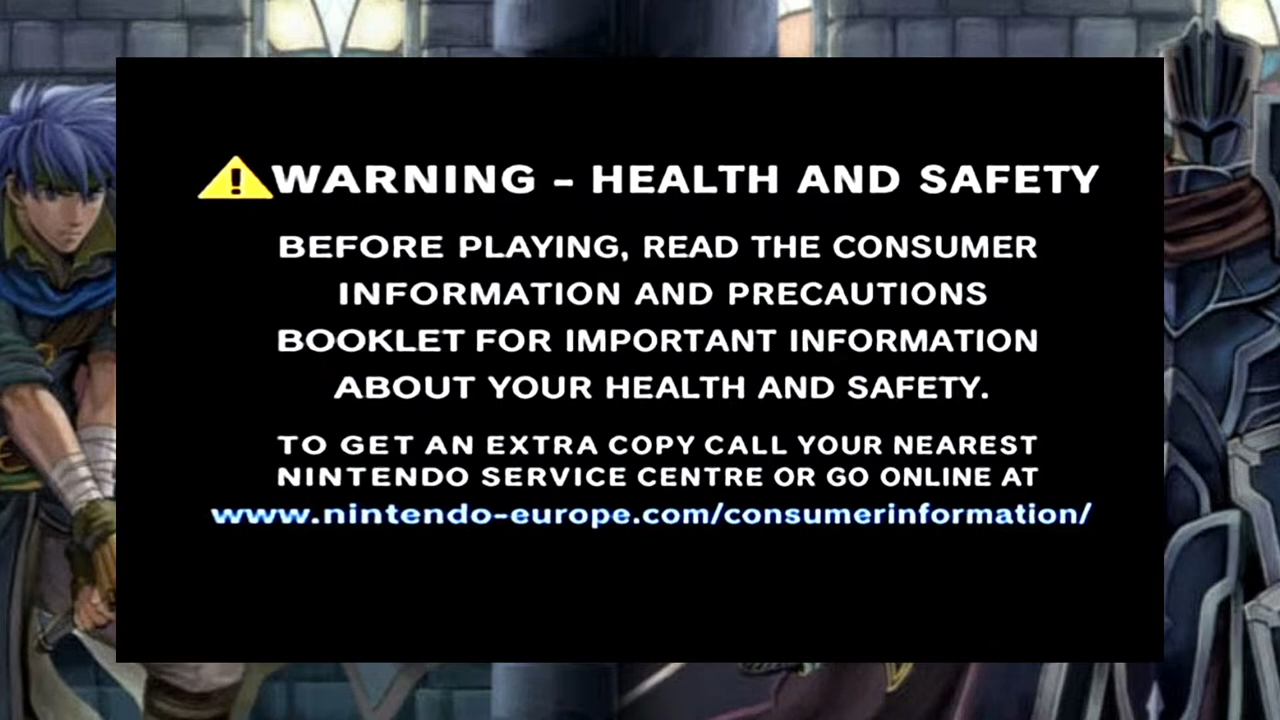 WARNING - HEALTH AND SAFETY
BEFORE PLAYING, READ THE CONSUMER
INFORMATION AND PRECAUTIONS
BOOKLET FOR IMPORTANT INFORMATION
ABOUT YOUR HEALTH AND SAFETY.
TO GET AN EXTRA COPY CALL YOUR NEAREST
NINTENDO SERVICE CENTRE OR GO ONLINE AT
www.nintendo-europe.com/consumerinformation/